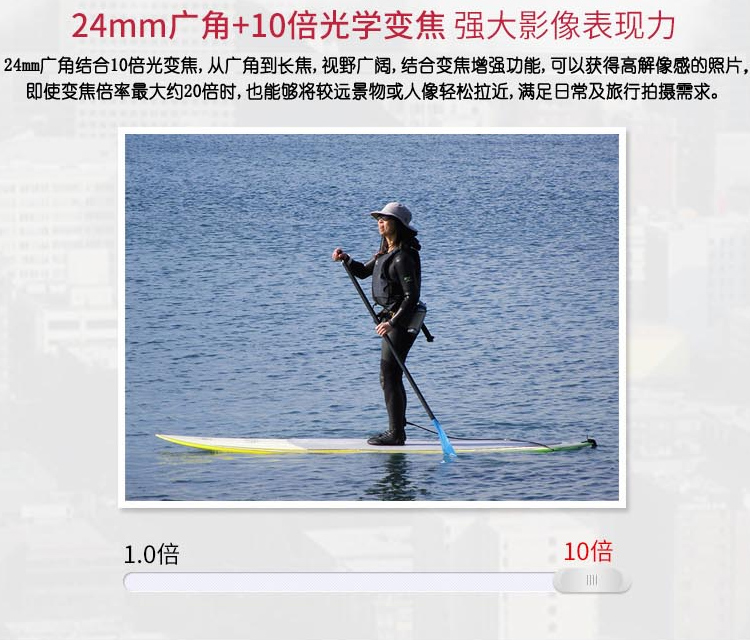 24mm广角+10倍光学变焦 强大影像表现力
24mm广角结合10倍光变焦,从广角到长焦,视野广阔,结合变焦增强功能,可以获得高解像感的照片,
即使变焦倍率最大约20倍时,也能够将较远景物或人像轻松拉近,满足日常及旅行拍摄需求。
1.0倍
10倍